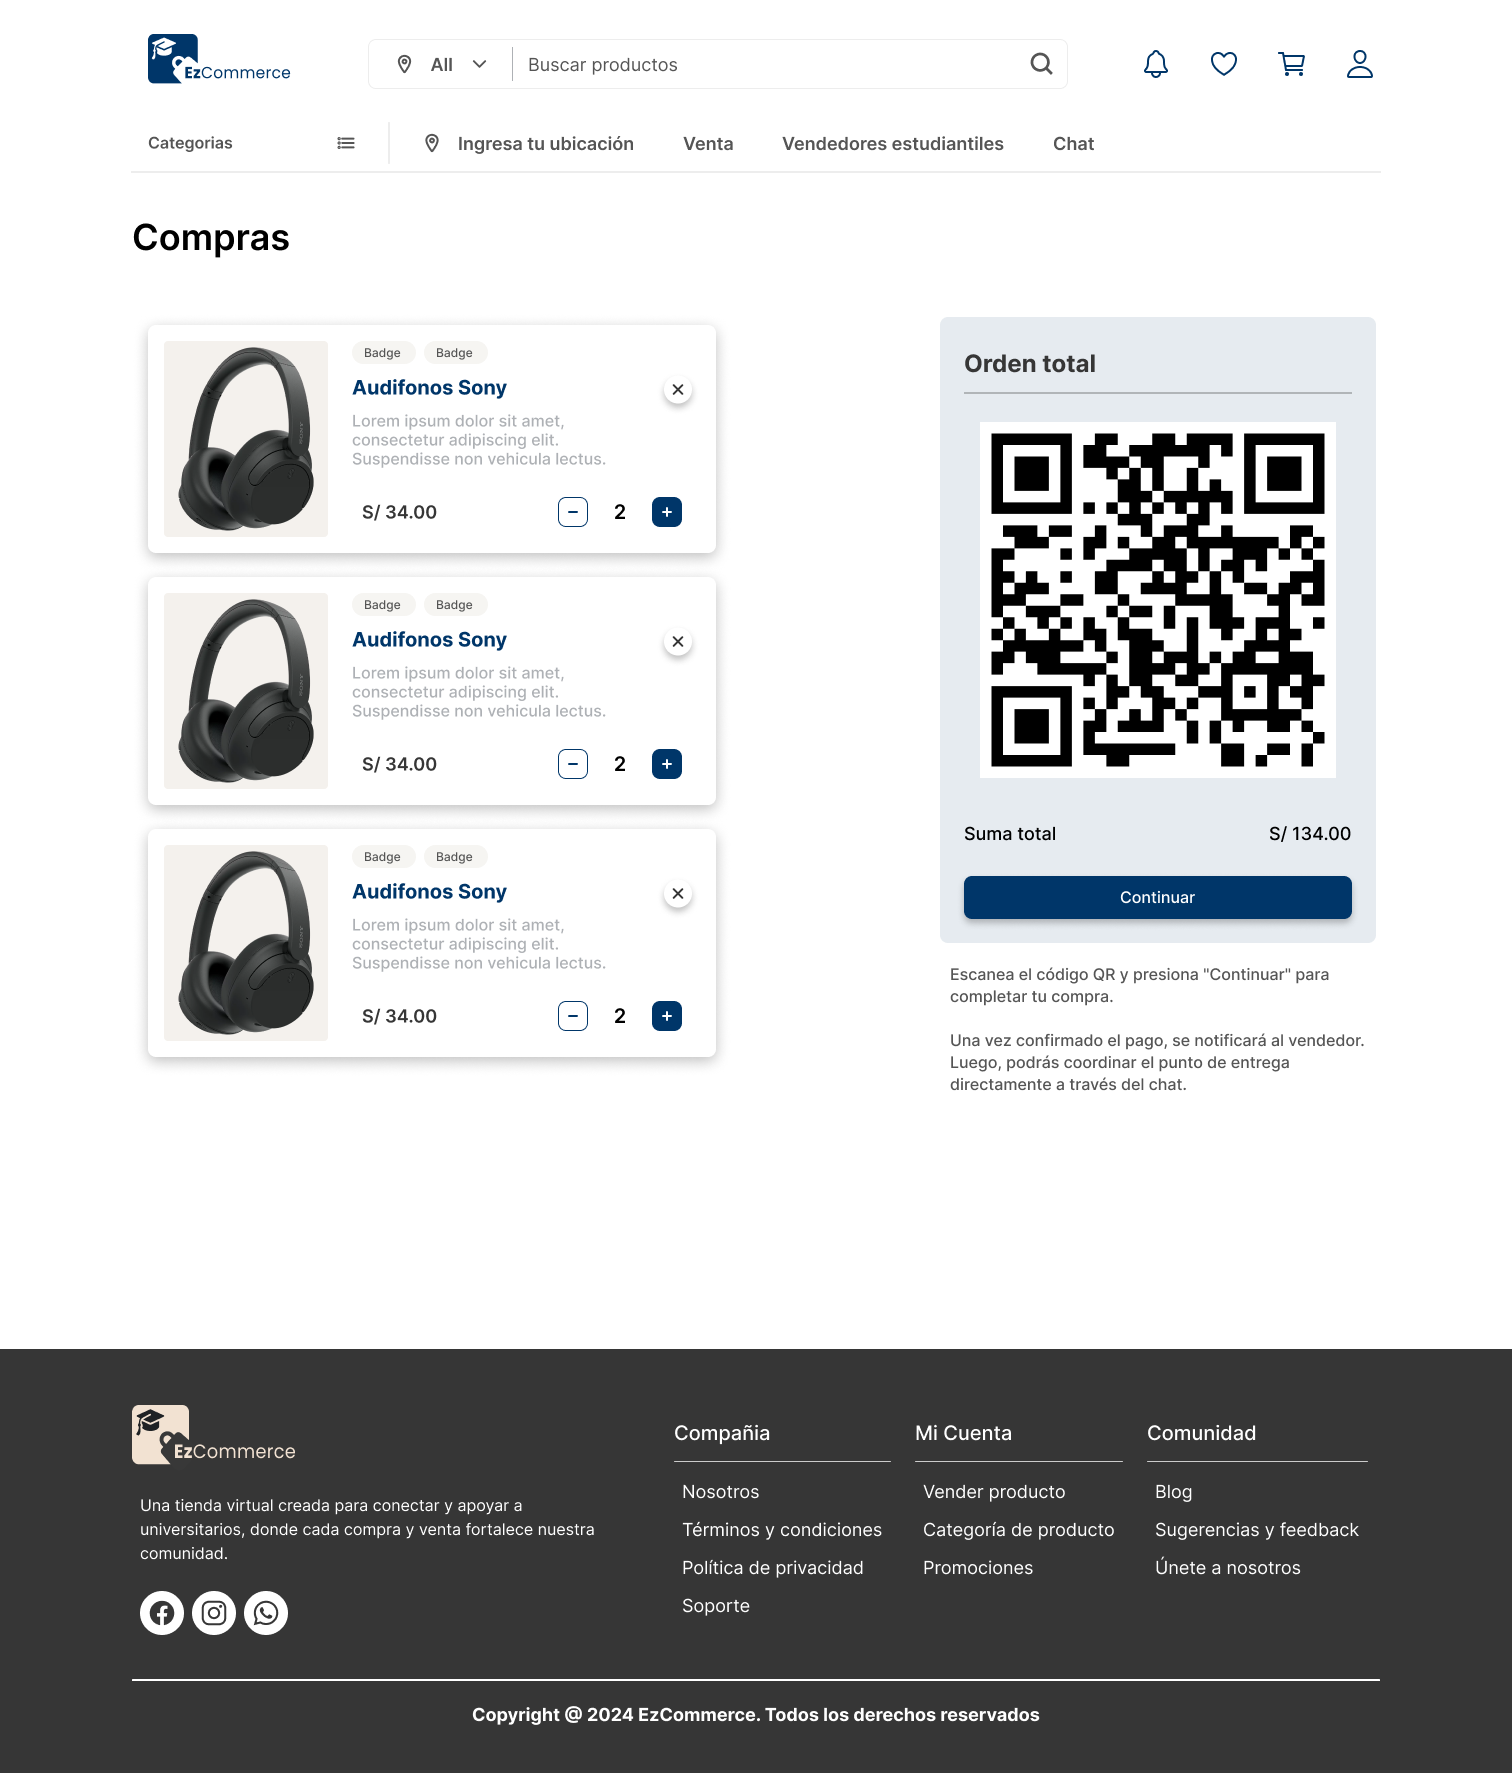 EzCommerce
All
Buscar productos
Categorias
Ingresa tu ubicación
Venta
Vendedores estudiantiles
Chat
Compras
Badge
Badge
Audifonos Sony
Lorem ipsum dolor sit amet,
consectetur adipiscing elit.
Suspendisse non vehicula lectus.
S/ 34.00
2
Badge
Badge
Audifonos Sony
Lorem ipsum dolor sit amet,
consectetur adipiscing elit.
Suspendisse non vehicula lectus.
S/ 34.00
2
Badge
Badge
Audifonos Sony
Lorem ipsum dolor sit amet,
consectetur adipiscing elit.
Suspendisse non vehicula lectus.
S/ 34.00
2
Orden total
Suma total
S/ 134.00
Continuar
Escanea el código QR y presiona "Continuar" para
completar tu compra.
Una vez confirmado el pago, se notificará al vendedor.
Luego, podrás coordinar el punto de entrega
directamente a través del chat.
EzCommerce
Una tienda virtual creada para conectar y apoyar a
universitarios, donde cada compra y venta fortalece nuestra
comunidad.
Compañia
Nosotros
Términos y condiciones
Política de privacidad
Soporte
Mi Cuenta
Vender producto
Categoría de producto
Promociones
Comunidad
Blog
Sugerencias y feedback
Únete a nosotros
Copyright @ 2024 EzCommerce. Todos los derechos reservados